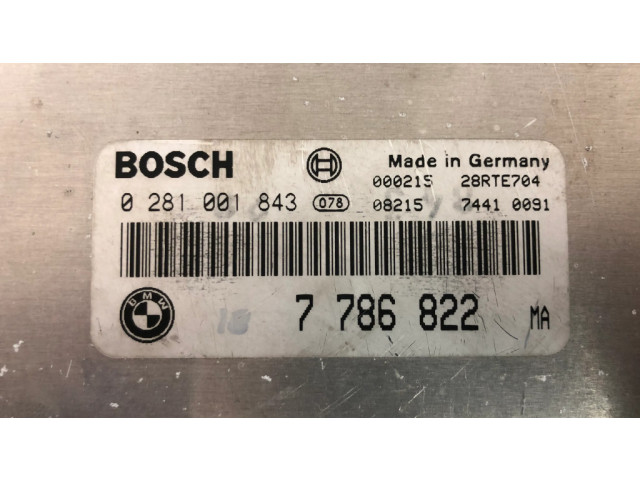 BOSCH
Made in Germany
000215 28RTE704
0 281 001 843 078 08215 7441 0091
BMW
7 786 822 MA